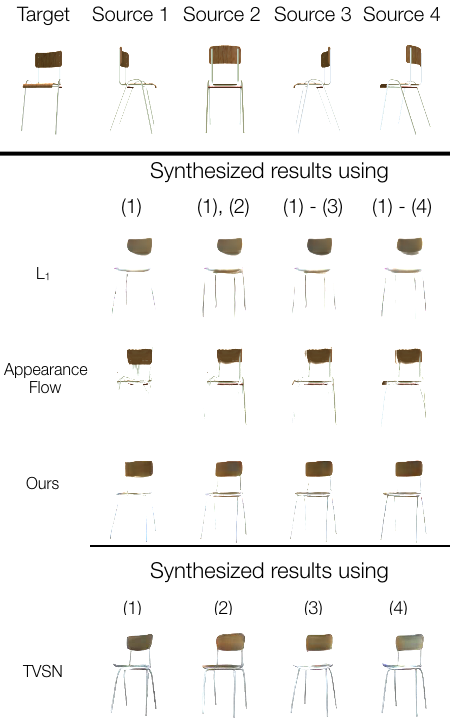 Target Source 1 Source 2 Source 3 Source 4
Synthesized results using
(1) (1), (2) (1) - (3) (1) - (4)
L₁
Appearance
Flow
Ours
Synthesized results using
(1) (2) (3) (4)
TVSN